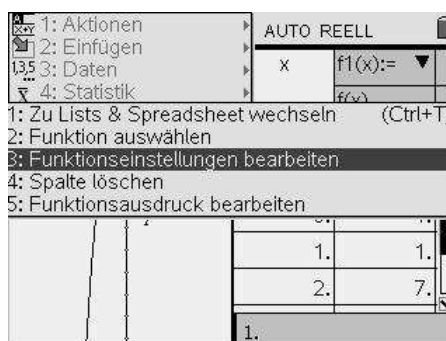 1: Aktionen
2: Einfügen
3: Daten
4: Statistik
AUTO REELL
x f1(x):= ▼
f(x)
1: Zu Lists & Spreadsheet wechseln (Ctrl+T
2: Funktion auswählen
3: Funktionseinstellungen bearbeiten
4: Spalte löschen
5: Funktionsausdruck bearbeiten
1. 1.
2. 7.
1.